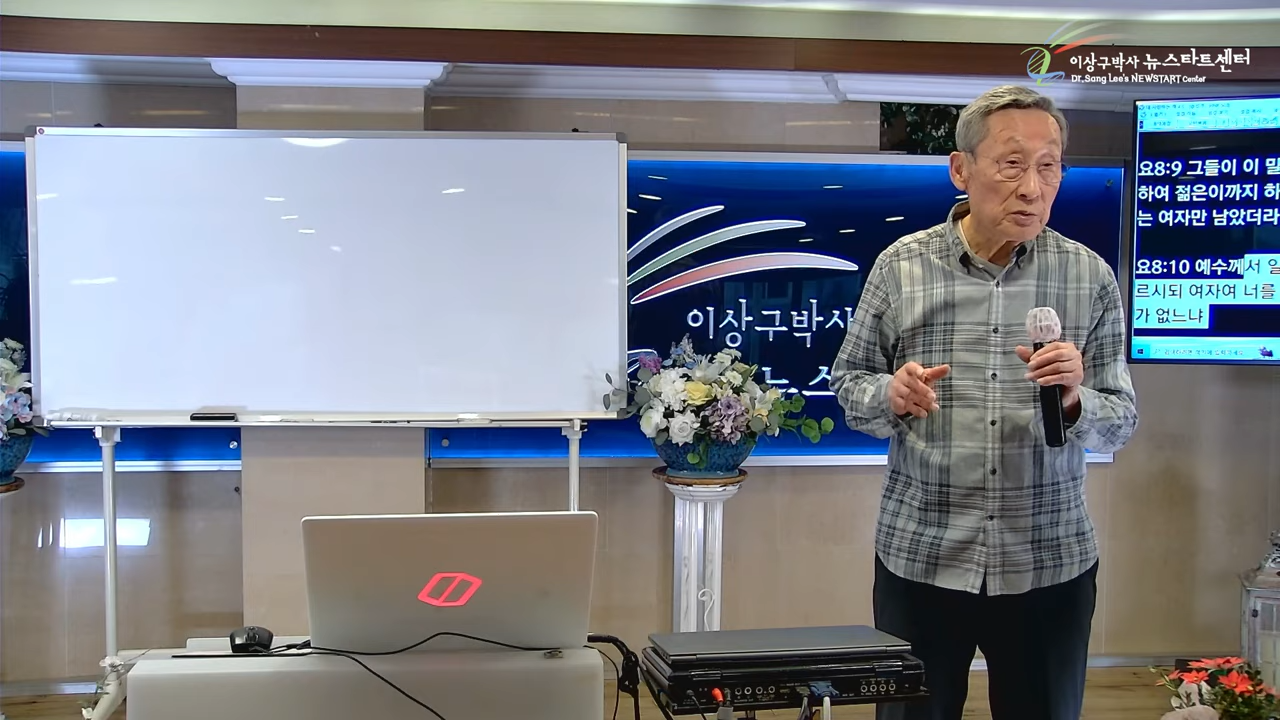 이상구박사 뉴스타트센터
Dr. Sang Lee's NEWSTART Center
요8:9 그들이 이 말
하여 젊은이까지 하
는 여자만 남았더라
요8:10 예수께서 일
르시되 여자여 너를
가 없느냐
이상구박사
뉴스